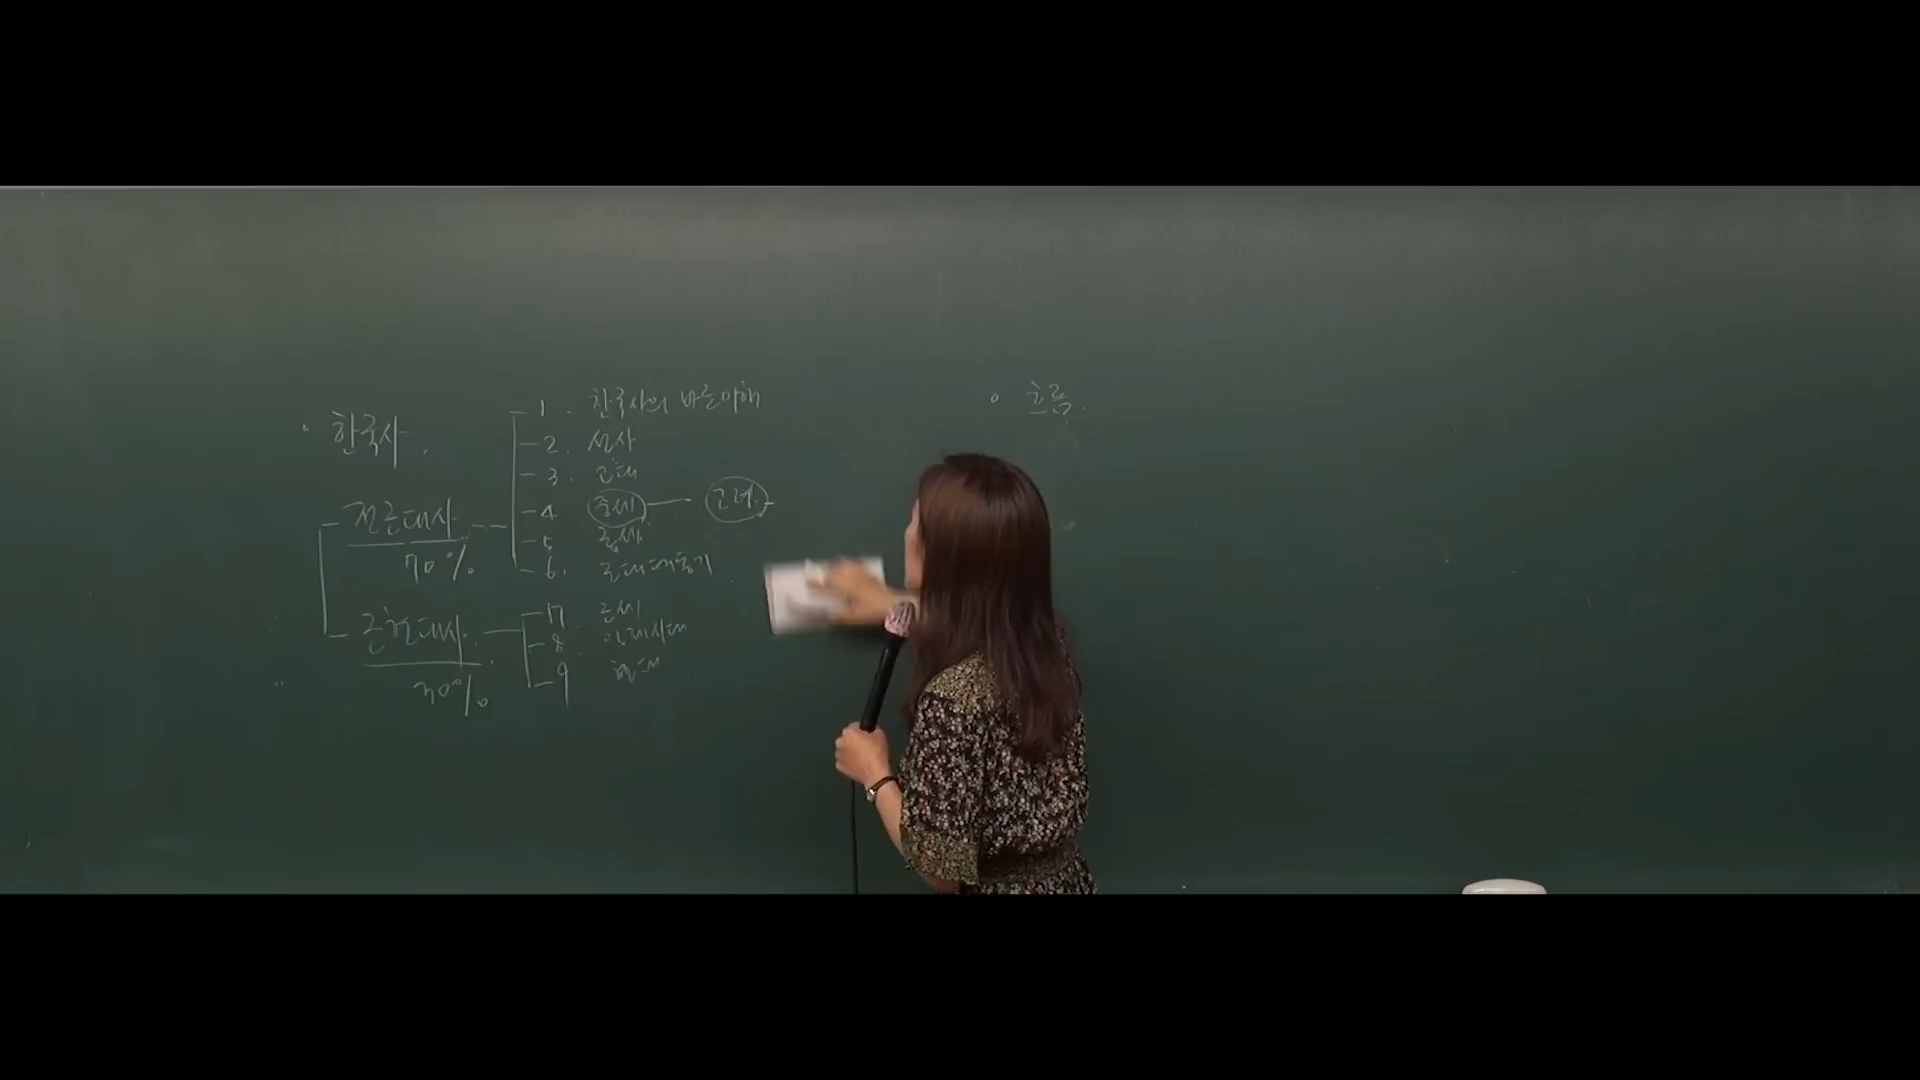 한국사.
전근대사
70%
1. 한국사의 바른이해
2. 선사
3. 고대
4 중세 — 고려
5 근세
6. 근대태동기
근현대사.
30%
17 근세
8. 일제시대
9 현대
흐름.